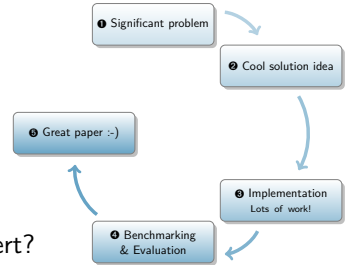 ❶ Significant problem
❷ Cool solution idea
❸ Implementation
Lots of work!
❹ Benchmarking
& Evaluation
❺ Great paper :-)
ert?